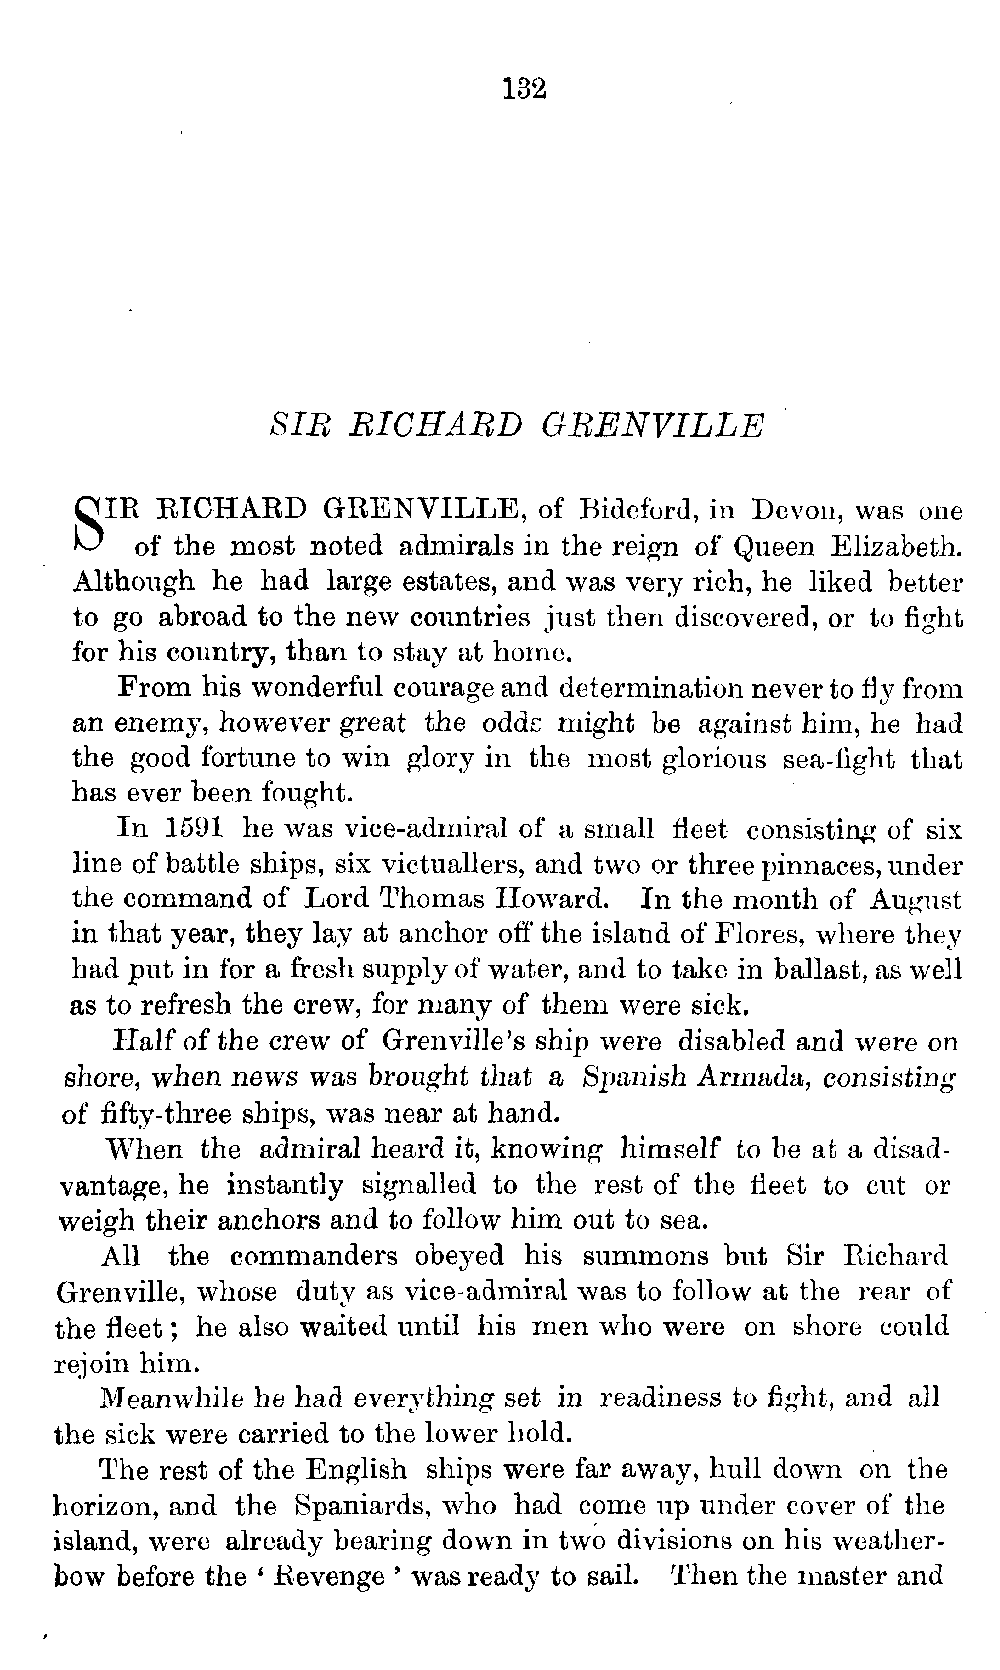 132
SIR RICHARD GRENVILLE
SIR RICHARD GRENVILLE, of Bideford, in Devon, was one
of the most noted admirals in the reign of Queen Elizabeth.
Although he had large estates, and was very rich, he liked better
to go abroad to the new countries just then discovered, or to fight
for his country, than to stay at home.
From his wonderful courage and determination never to fly from
an enemy, however great the odds might be against him, he had
the good fortune to win glory in the most glorious sea-fight that
has ever been fought.
In 1591 he was vice-admiral of a small fleet consisting of six
line of battle ships, six victuallers, and two or three pinnaces, under
the command of Lord Thomas Howard. In the month of August
in that year, they lay at anchor off the island of Flores, where they
had put in for a fresh supply of water, and to take in ballast, as well
as to refresh the crew, for many of them were sick.
Half of the crew of Grenville's ship were disabled and were on
shore, when news was brought that a Spanish Armada, consisting
of fifty-three ships, was near at hand.
When the admiral heard it, knowing himself to be at a disad-
vantage, he instantly signalled to the rest of the fleet to cut or
weigh their anchors and to follow him out to sea.
All the commanders obeyed his summons but Sir Richard
Grenville, whose duty as vice-admiral was to follow at the rear of
the fleet; he also waited until his men who were on shore could
rejoin him.
Meanwhile he had everything set in readiness to fight, and all
the sick were carried to the lower hold.
The rest of the English ships were far away, hull down on the
horizon, and the Spaniards, who had come up under cover of the
island, were already bearing down in two divisions on his weather-
bow before the ' Revenge ' was ready to sail. Then the master and